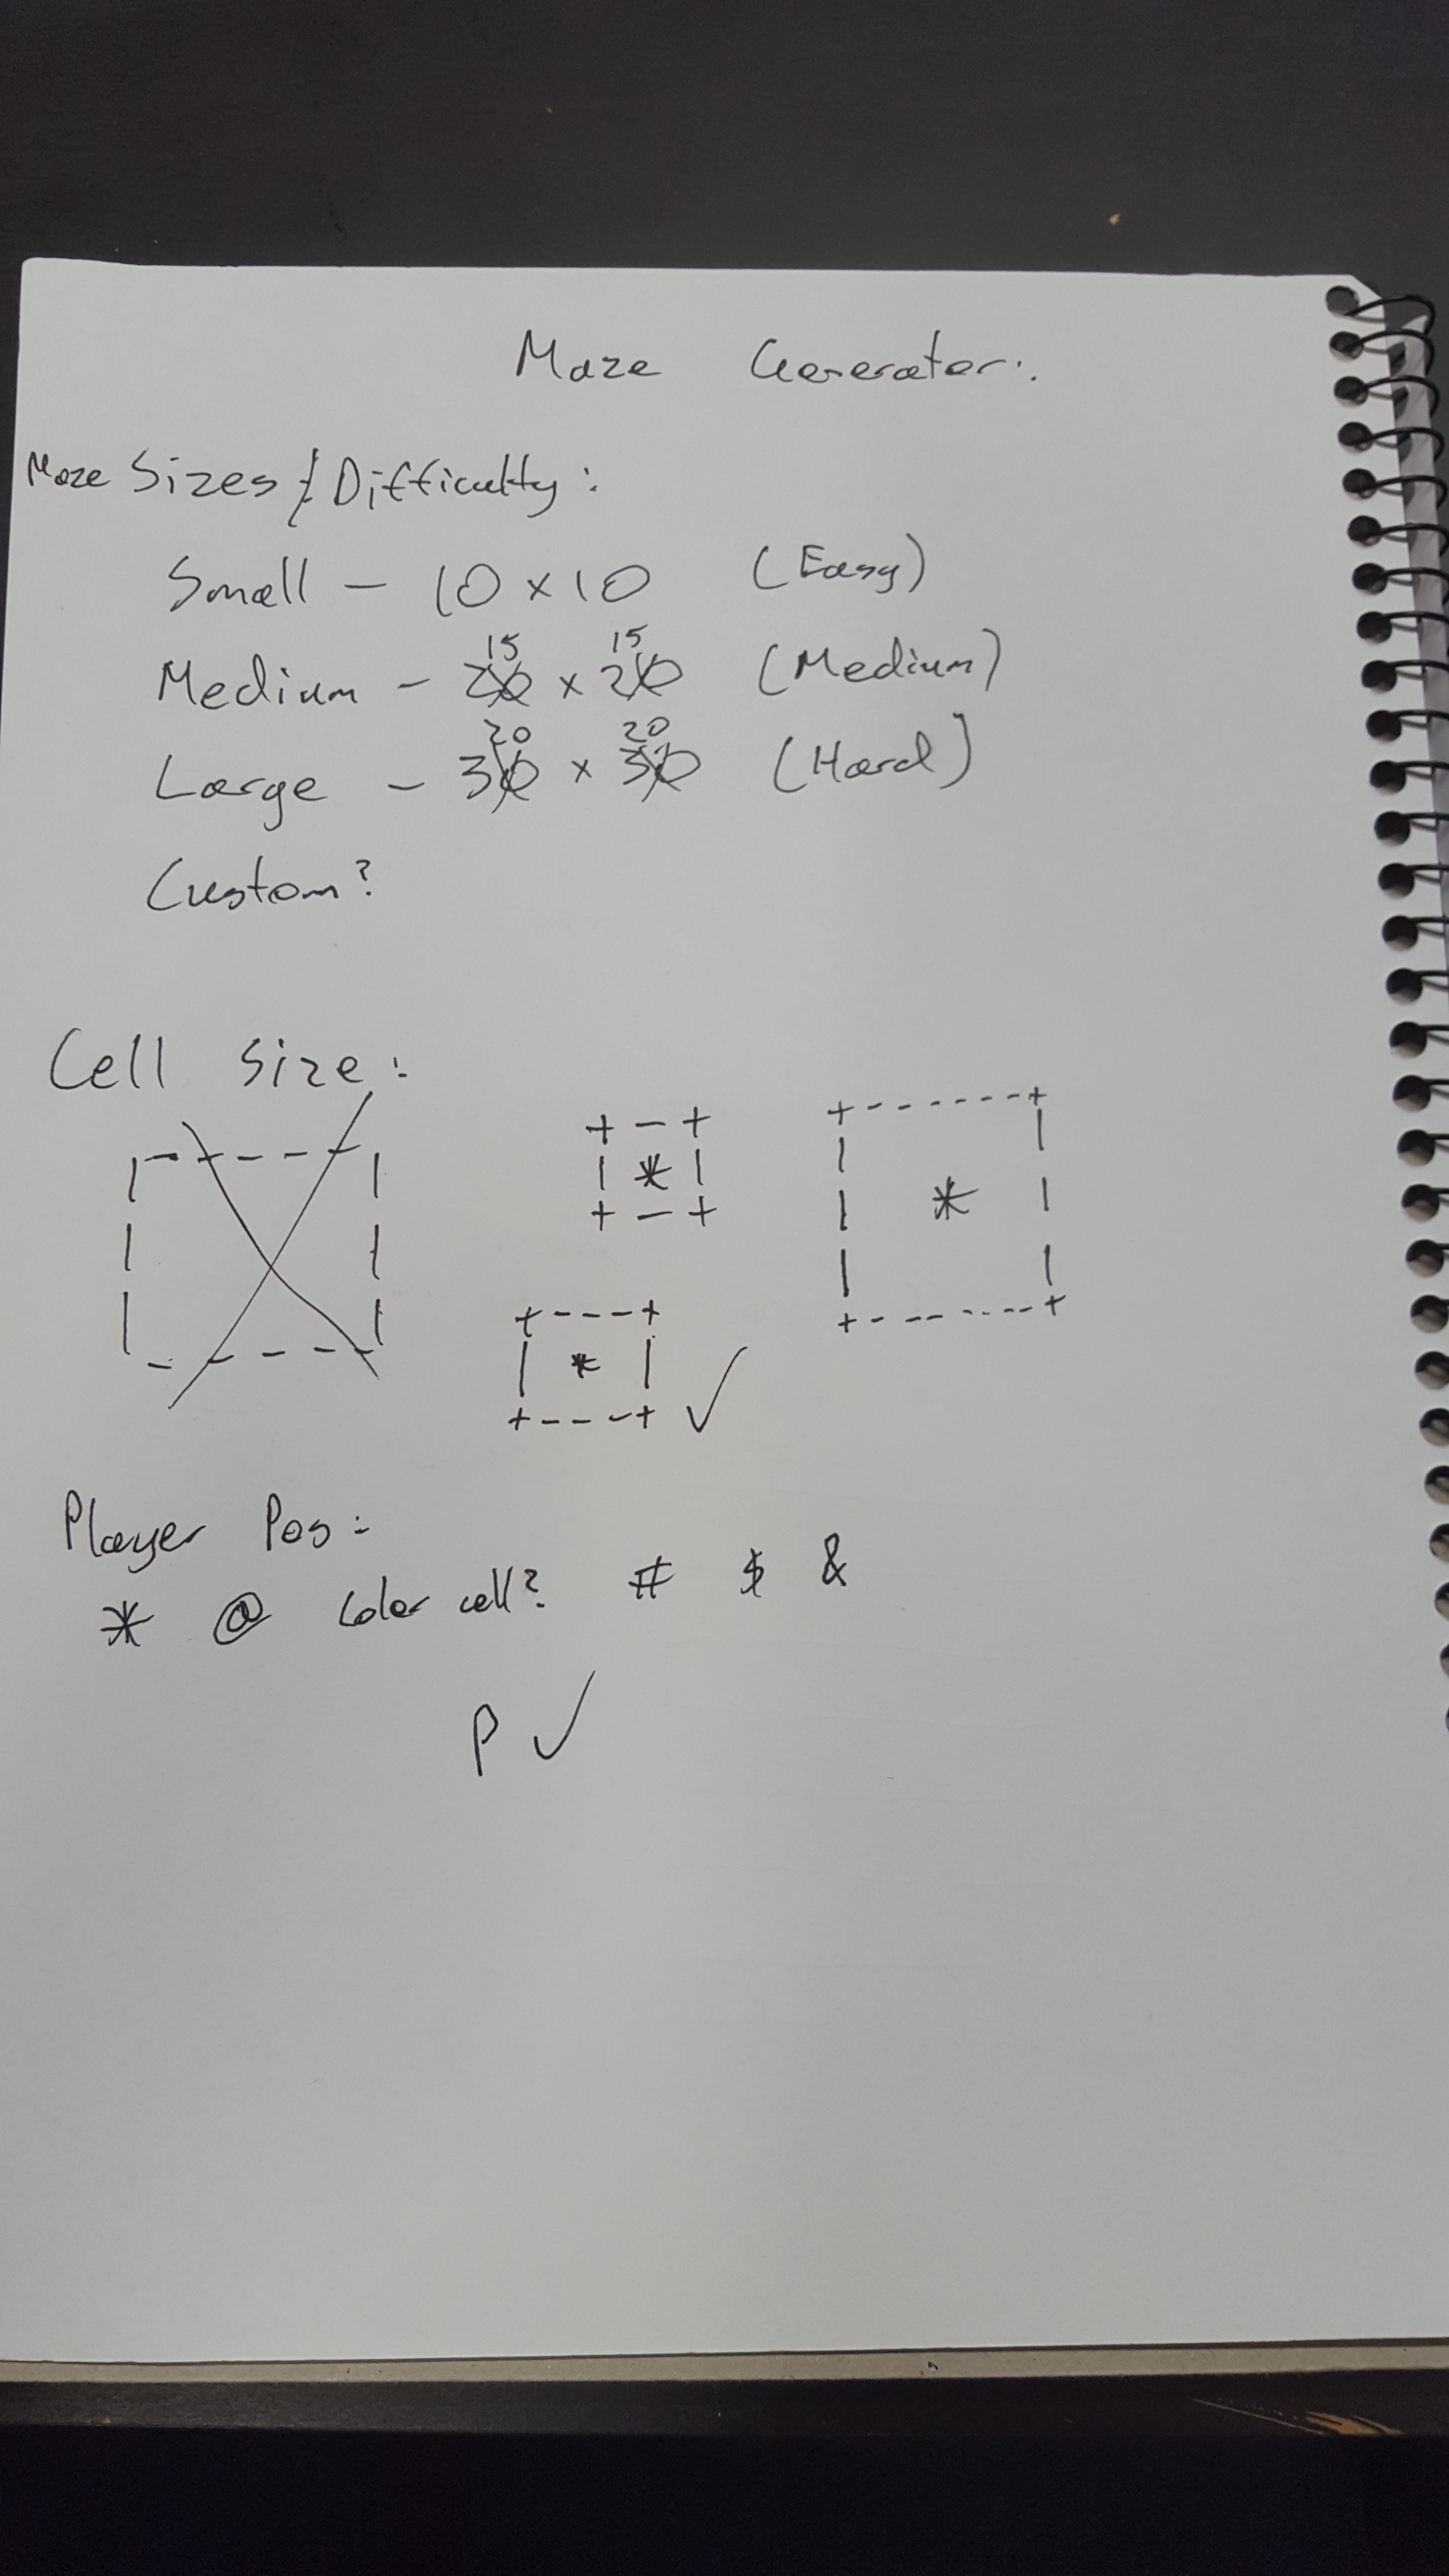 Maze Generator:
Maze Sizes / Difficulty:
Small - 10 x 10 (Easy)
15 15
Medium - 20 x 20 (Medium)
20 20
Large - 30 x 30 (Hard)
Custom?
Cell Size:
+ - +
| * |
+ - +
+ - - - - - - - +
|   |
| * |
|   |
+ - - - - - - - +
+ - - - +
| * |
+ - - - + ✓
Player Pos:
* @ Color cell? # $ &
P ✓